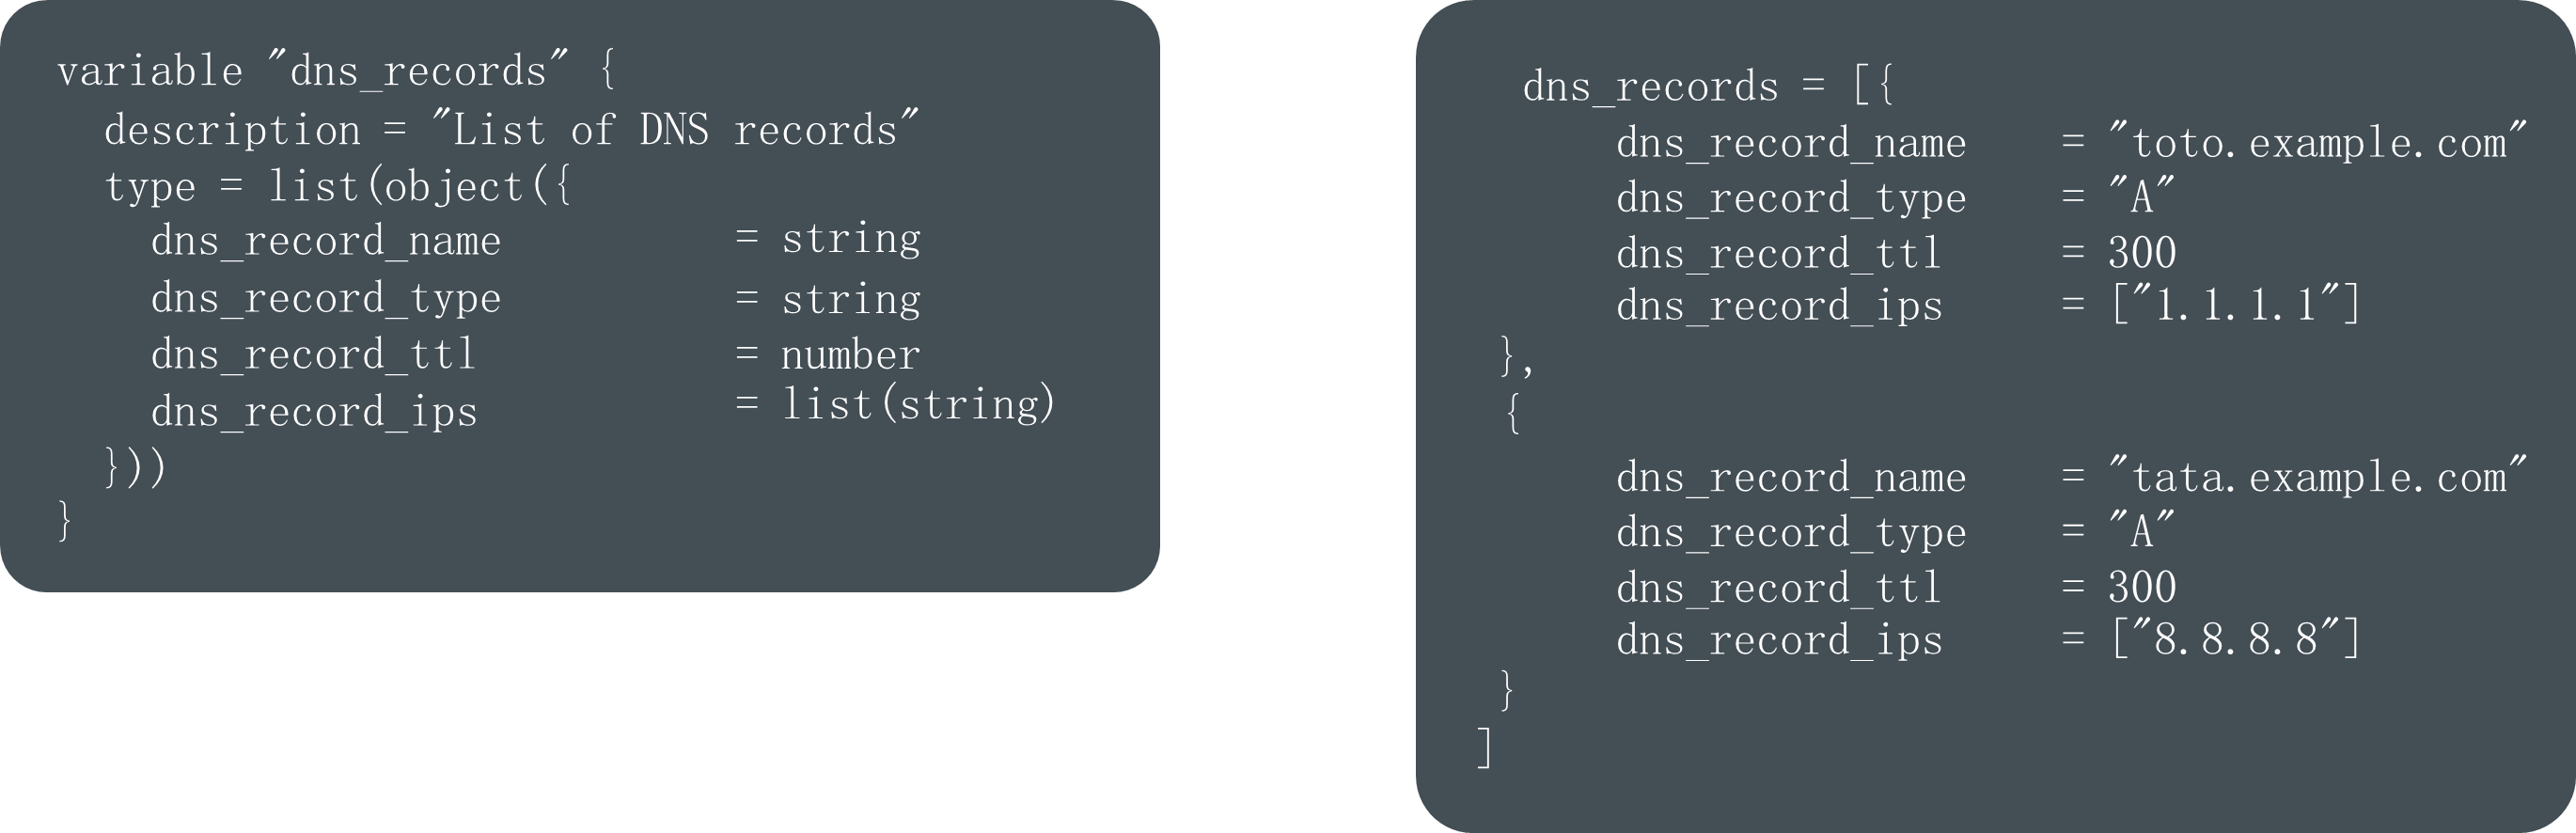 variable "dns_records" {
  description = "List of DNS records"
  type = list(object({
    dns_record_name          = string
    dns_record_type          = string
    dns_record_ttl           = number
    dns_record_ips           = list(string)
  }))
}
  dns_records = [{
      dns_record_name    = "toto.example.com"
      dns_record_type    = "A"
      dns_record_ttl     = 300
      dns_record_ips     = ["1.1.1.1"]
 },
 {
      dns_record_name    = "tata.example.com"
      dns_record_type    = "A"
      dns_record_ttl     = 300
      dns_record_ips     = ["8.8.8.8"]
 }
]